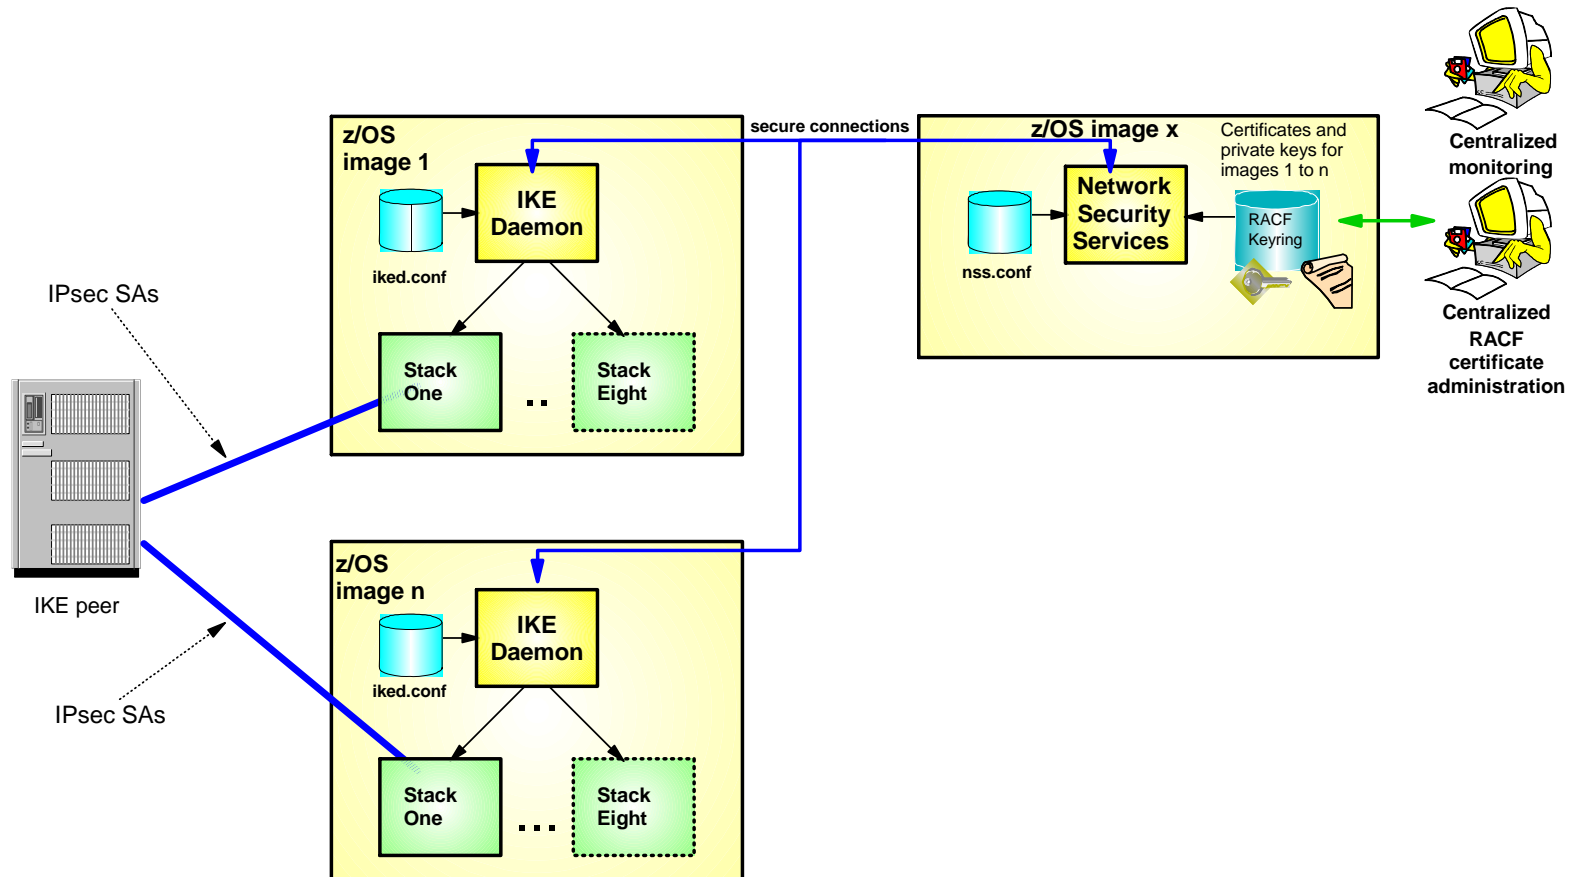 z/OS
image 1
IKE
Daemon
iked.conf
Stack
One
..
Stack
Eight
secure connections
z/OS image x
Certificates and
private keys for
images 1 to n
Network
Security
Services
nss.conf
RACF
Keyring
Centralized
monitoring
Centralized
RACF
certificate
administration
IPsec SAs
IKE peer
IPsec SAs
z/OS
image n
IKE
Daemon
iked.conf
Stack
One
...
Stack
Eight